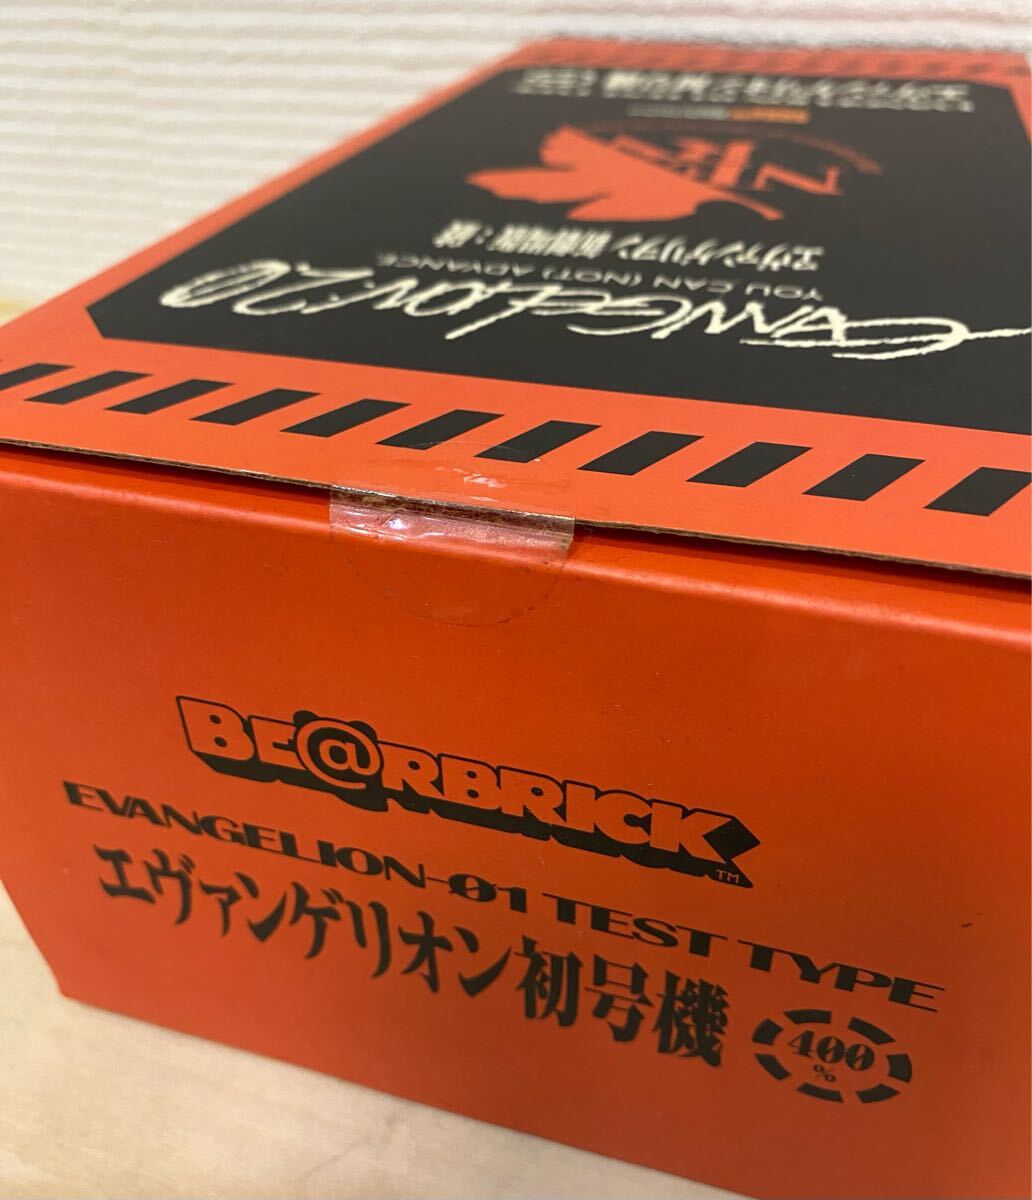 EVANGELION:2.0
YOU CAN (NOT) ADVANCE.
ヱヴァンゲリヲン新劇場版:破
BE@RBRICK
TM
EVANGELION-01 TEST TYPE
エヴァンゲリオン初号機
400
%